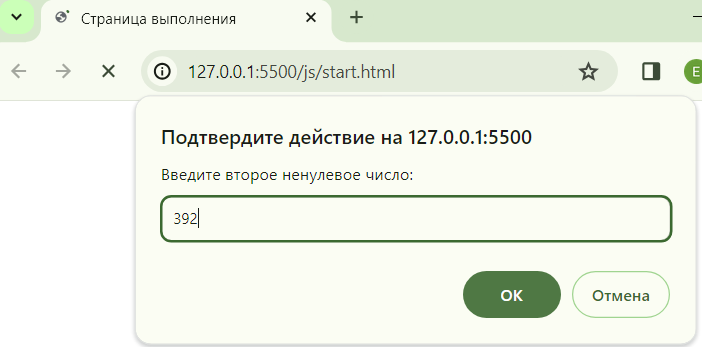 Страница выполнения
127.0.0.1:5500/js/start.html
E
Подтвердите действие на 127.0.0.1:5500
Введите второе ненулевое число:
392
ОК
Отмена